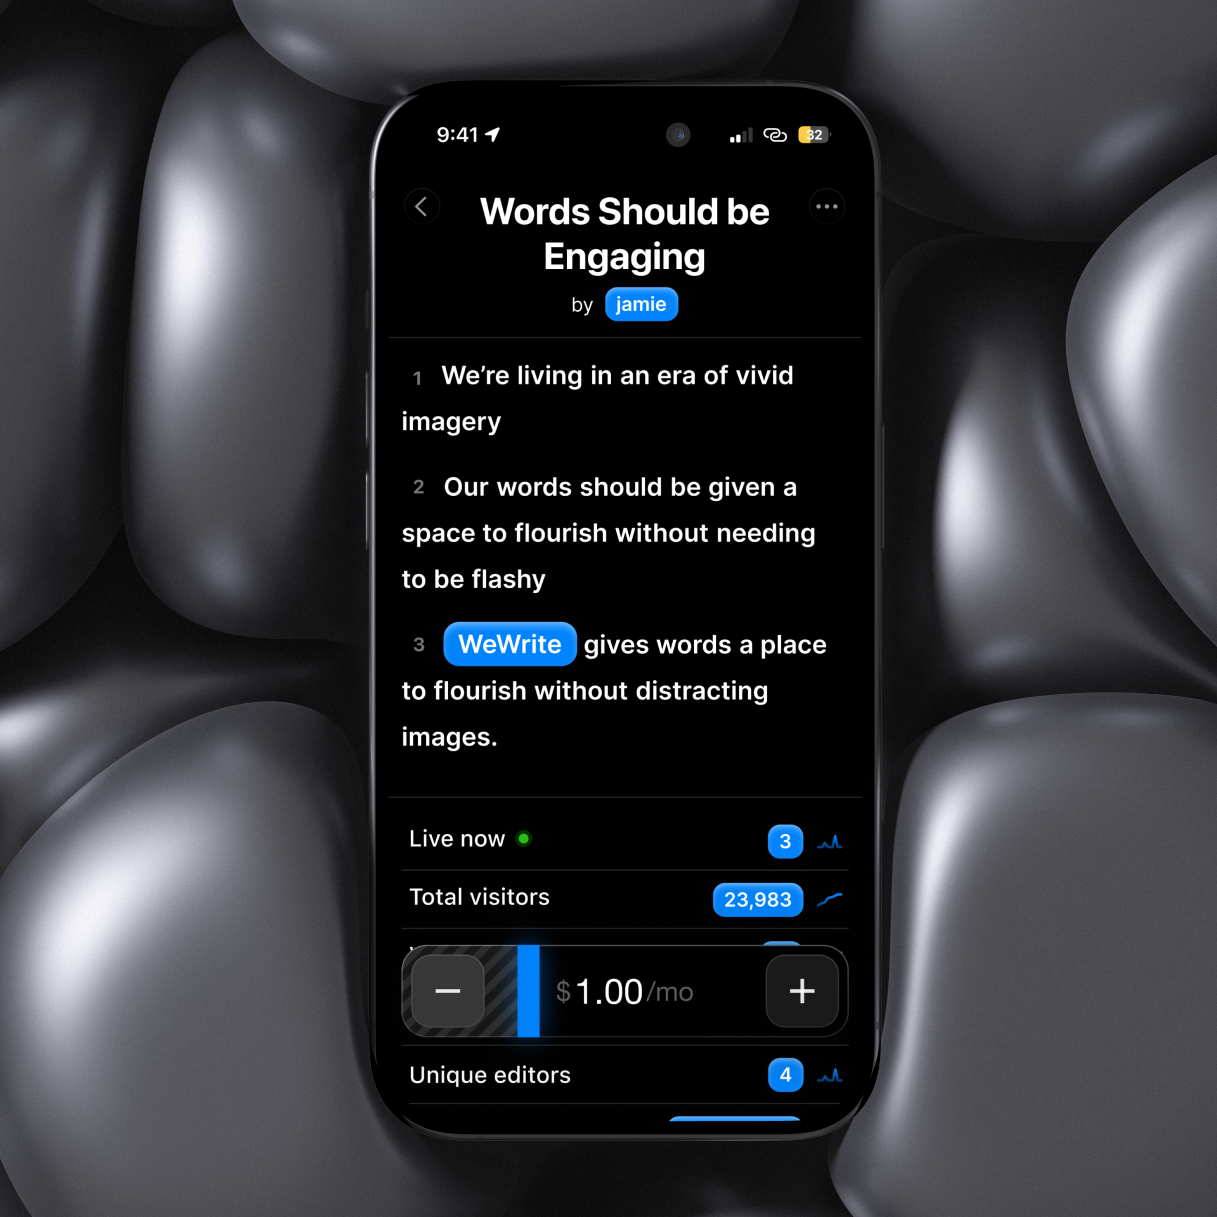 9:41
32
Words Should be
Engaging
by jamie
1 We’re living in an era of vivid
imagery
2 Our words should be given a
space to flourish without needing
to be flashy
3 WeWrite gives words a place
to flourish without distracting
images.
Live now 3
Total visitors 23,983
− $1.00/mo +
Unique editors 4